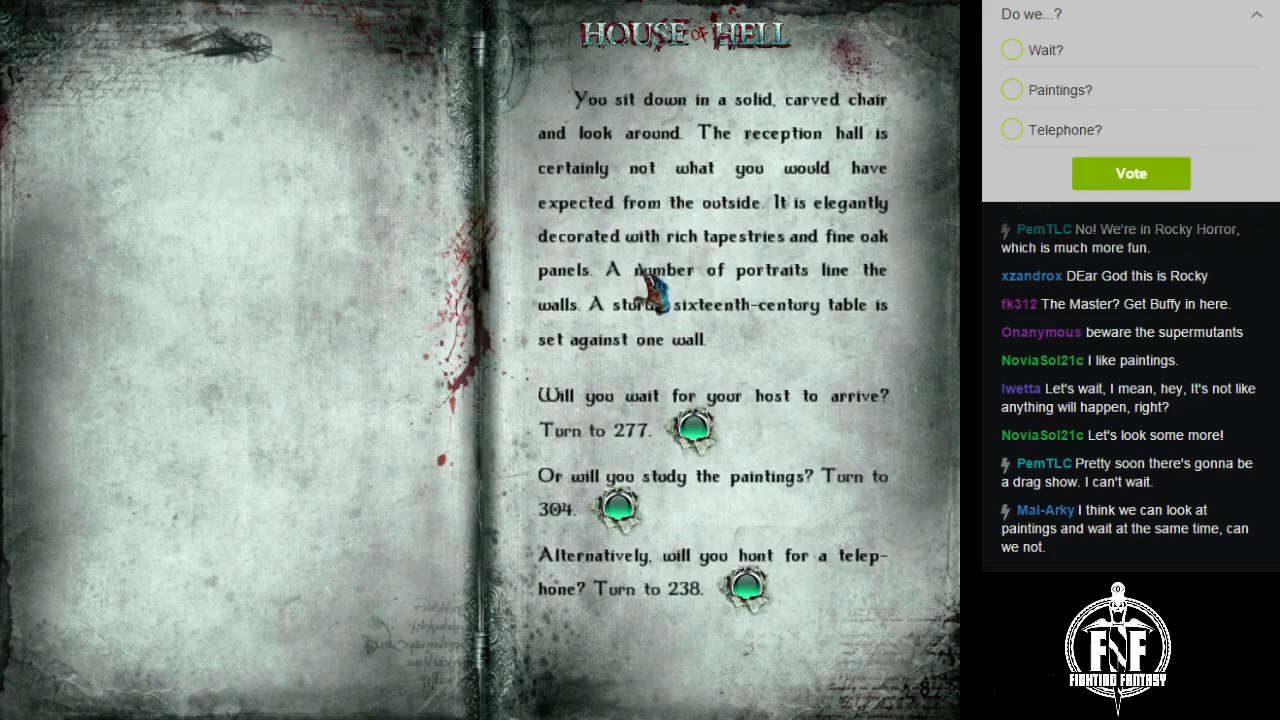 HOUSE OF HELL
You sit down in a solid, carved chair
and look around. The reception hall is
certainly not what you would have
expected from the outside. It is elegantly
decorated with rich tapestries and fine oak
panels. A number of portraits line the
walls. A sturdy sixteenth-century table is
set against one wall.
Will you wait for your host to arrive?
Turn to 277.
Or will you study the paintings? Turn to
304.
Alternatively, will you hunt for a telep-
hone? Turn to 238.
Do we...?
Wait?
Paintings?
Telephone?
Vote
PemTLC No! We're in Rocky Horror,
which is much more fun.
xzandrox DEar God this is Rocky
fk312 The Master? Get Buffy in here.
Onanymous beware the supermutants
NoviaSol21c I like paintings.
lwetta Let's wait, I mean, hey, It's not like
anything will happen, right?
NoviaSol21c Let's look some more!
PemTLC Pretty soon there's gonna be
a drag show. I can't wait.
Mal-Arky I think we can look at
paintings and wait at the same time, can
we not.
FNF
FIGHTING FANTASY